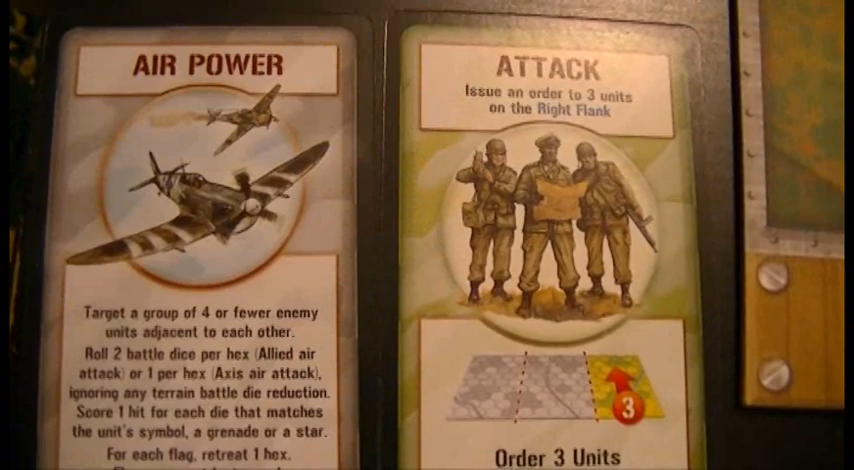 AIR POWER
Target a group of 4 or fewer enemy
units adjacent to each other.
Roll 2 battle dice per hex (Allied air
attack) or 1 per hex (Axis air attack),
ignoring any terrain battle die reduction.
Score 1 hit for each die that matches
the unit's symbol, a grenade or a star.
For each flag, retreat 1 hex.
ATTACK
Issue an order to 3 units
on the Right Flank
3
Order 3 Units